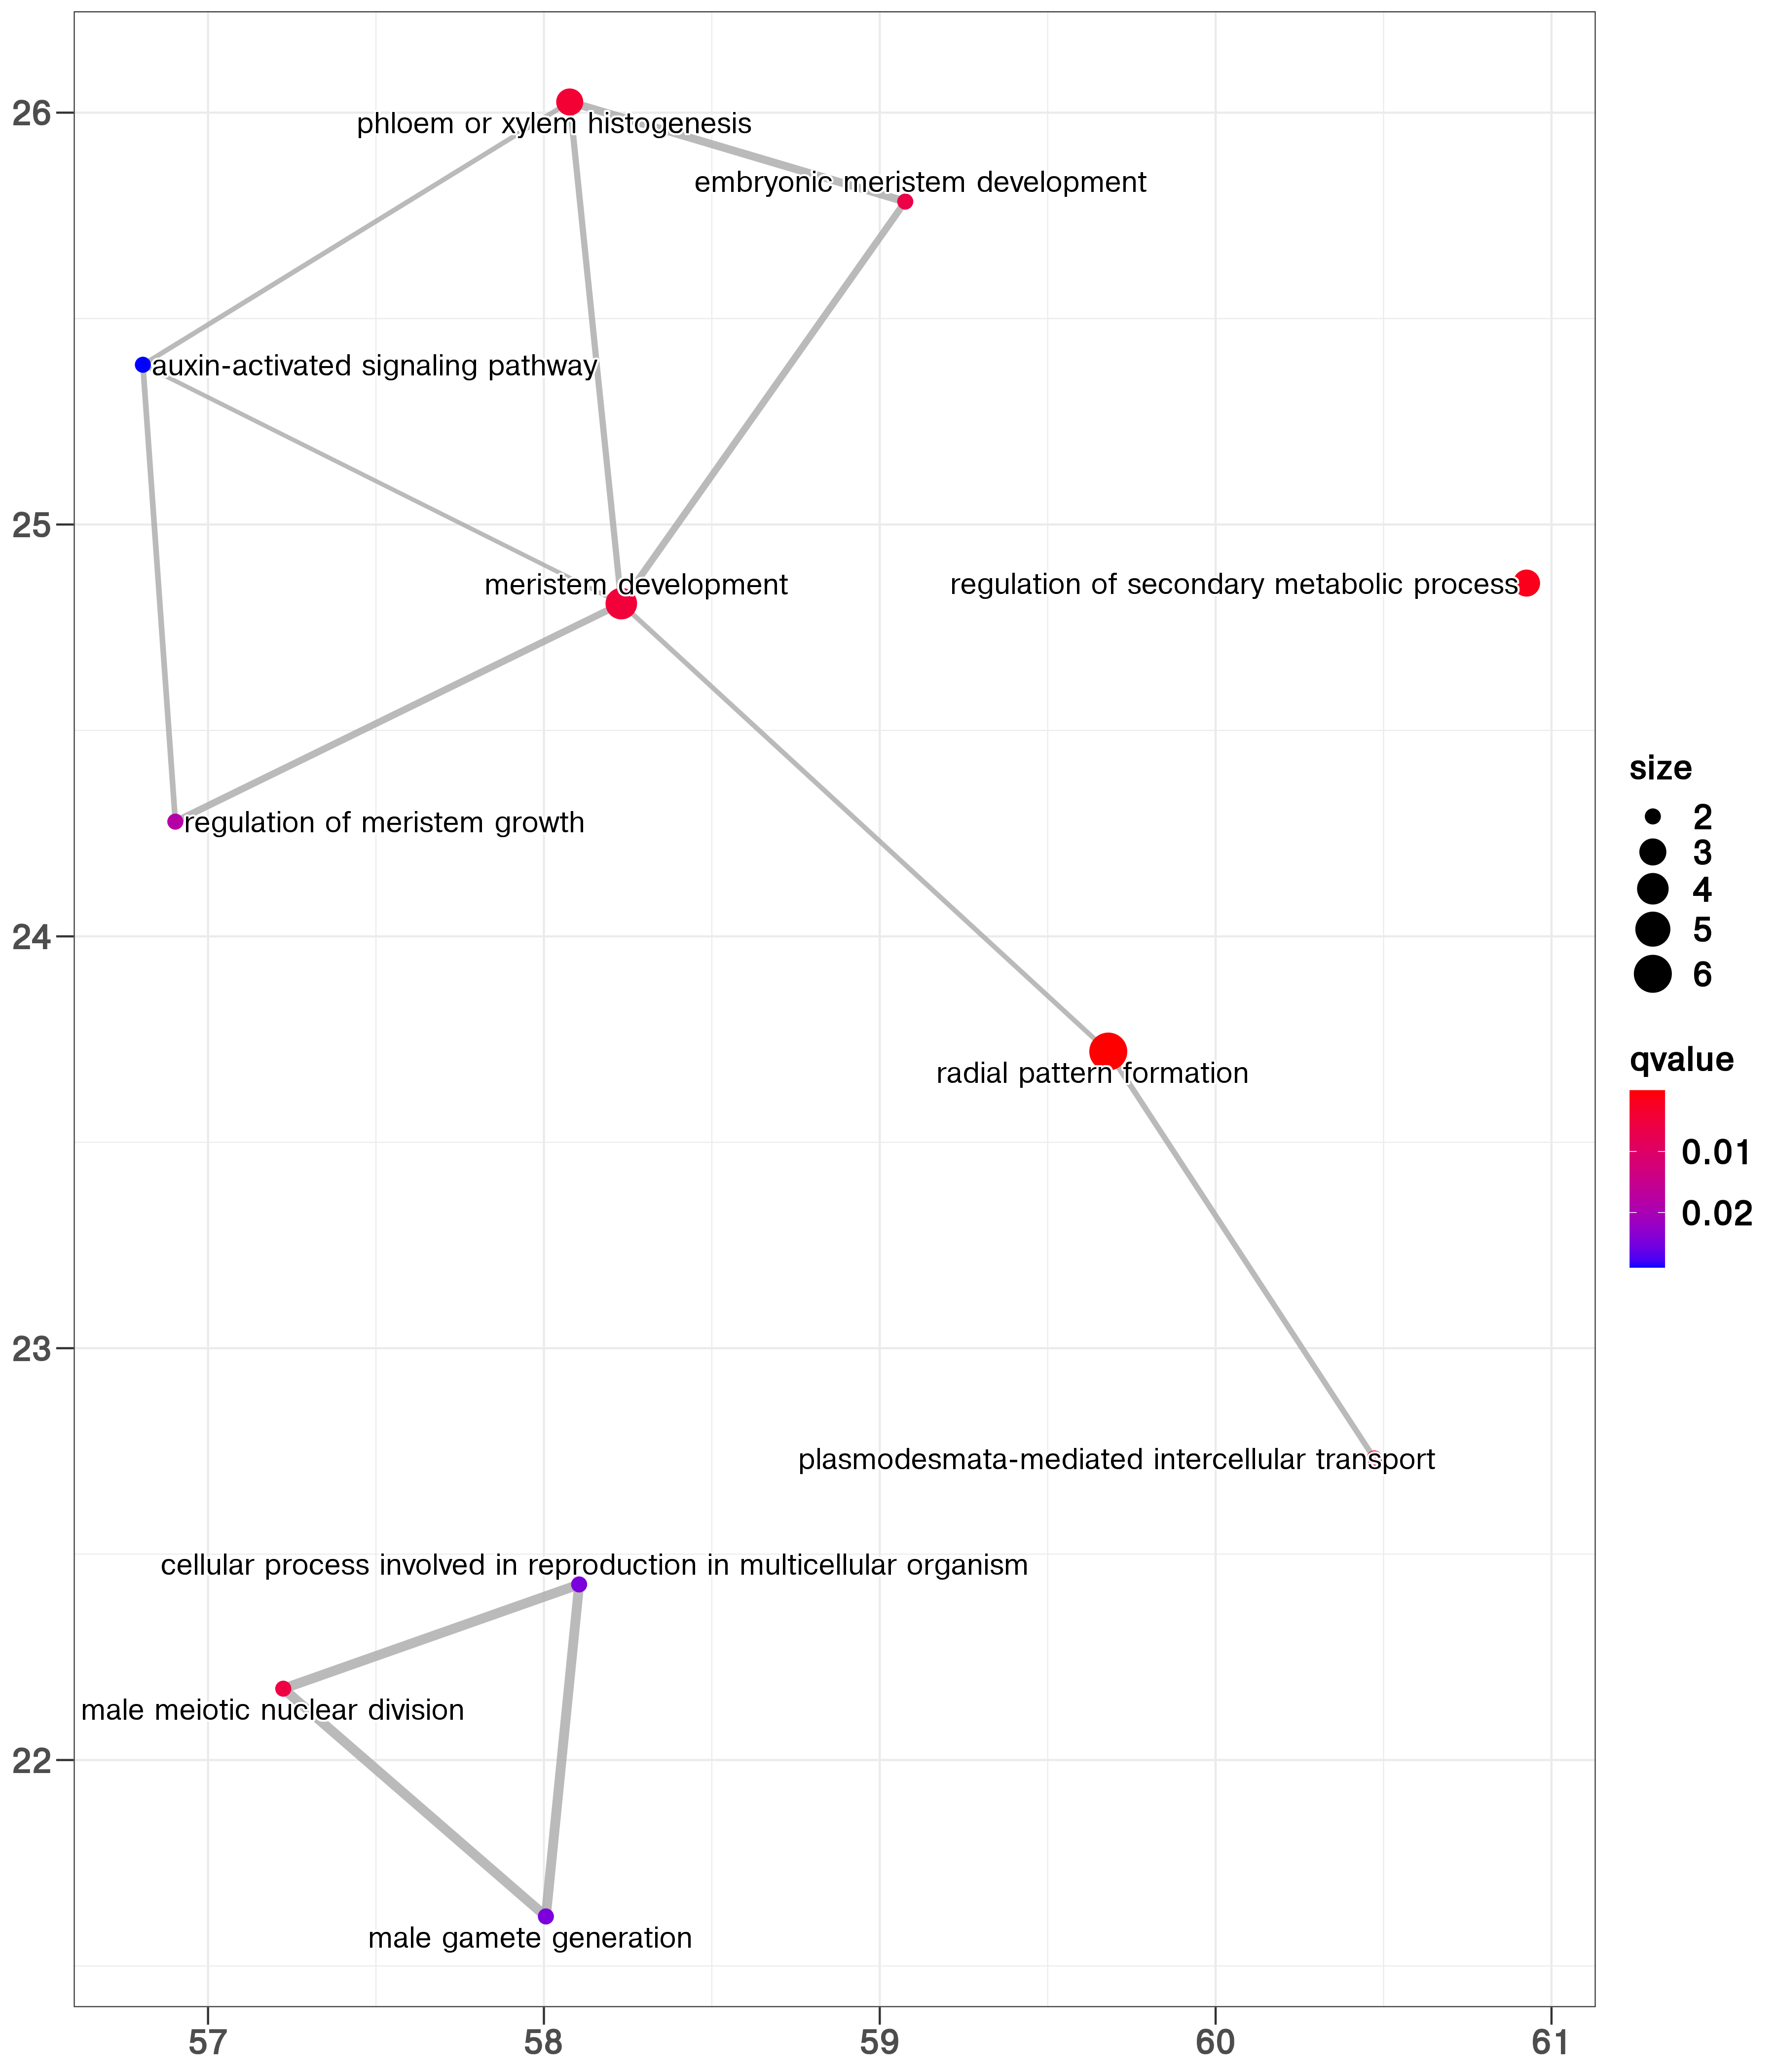 26
phloem or xylem histogenesis
embryonic meristem development
auxin-activated signaling pathway
25
meristem development
regulation of secondary metabolic process
regulation of meristem growth
24
radial pattern formation
23
plasmodesmata-mediated intercellular transport
cellular process involved in reproduction in multicellular organism
male meiotic nuclear division
22
male gamete generation
57 58 59 60 61
size
2
3
4
5
6
qvalue
0.01
0.02